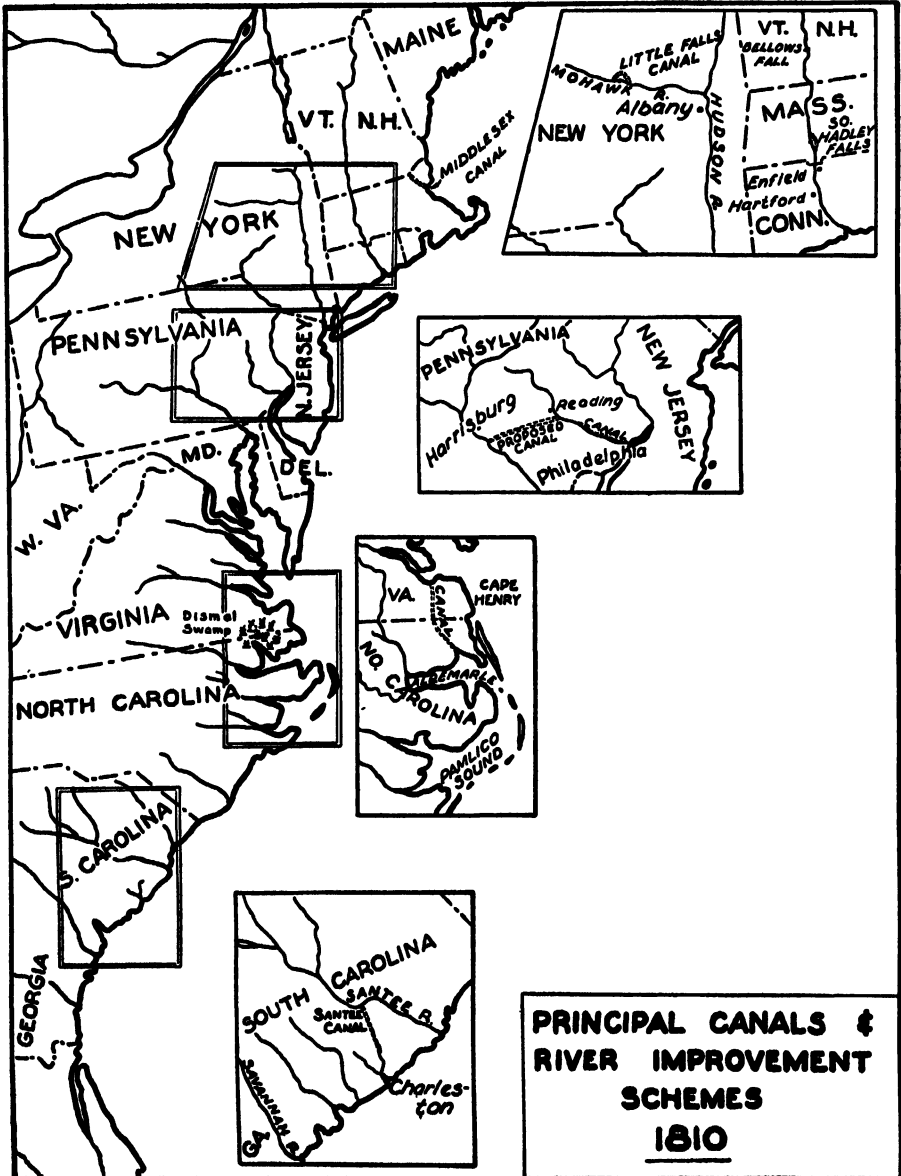 MAINE
VT.
N.H.
MIDDLESEX
CANAL
NEW YORK
PENNSYLVANIA
N. JERSEY
MD.
DEL.
W. VA.
VIRGINIA
Dismal
Swamp
NORTH CAROLINA
S. CAROLINA
GEORGIA
VT.
N.H.
BELLOWS
FALL
LITTLE FALLS
CANAL
MOHAWK R.
Albany
NEW YORK
HUDSON R.
MASS.
SO.
HADLEY
FALLS
Enfield
Hartford
CONN.
PENNSYLVANIA
NEW JERSEY
Harrisburg
Reading
PROPOSED
CANAL
CANAL
Philadelphia
VA.
CANAL
CAPE
HENRY
NO. CAROLINA
ALBEMARLE
PAMLICO
SOUND
SOUTH CAROLINA
SANTEE R.
SANTEE
CANAL
SAVANNAH R.
GA.
Charles-
ton
PRINCIPAL CANALS &
RIVER IMPROVEMENT
SCHEMES
1810